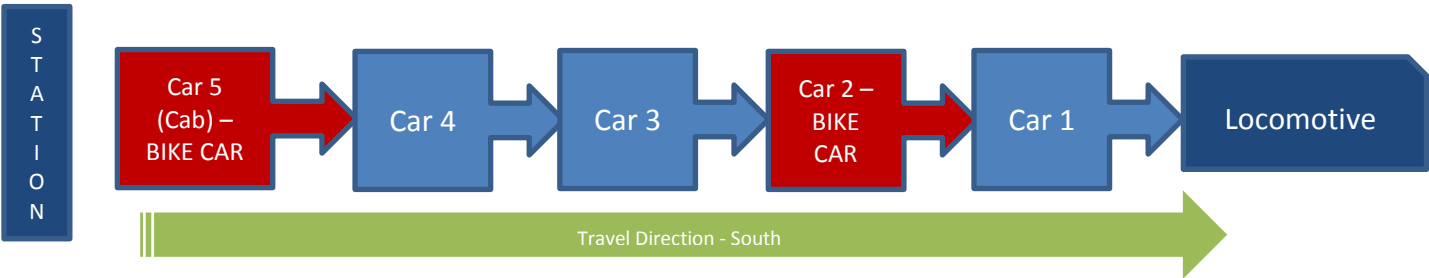 S
T
A
T
I
O
N
Car 5
(Cab) –
BIKE CAR
Car 4
Car 3
Car 2 –
BIKE
CAR
Car 1
Locomotive
Travel Direction - South